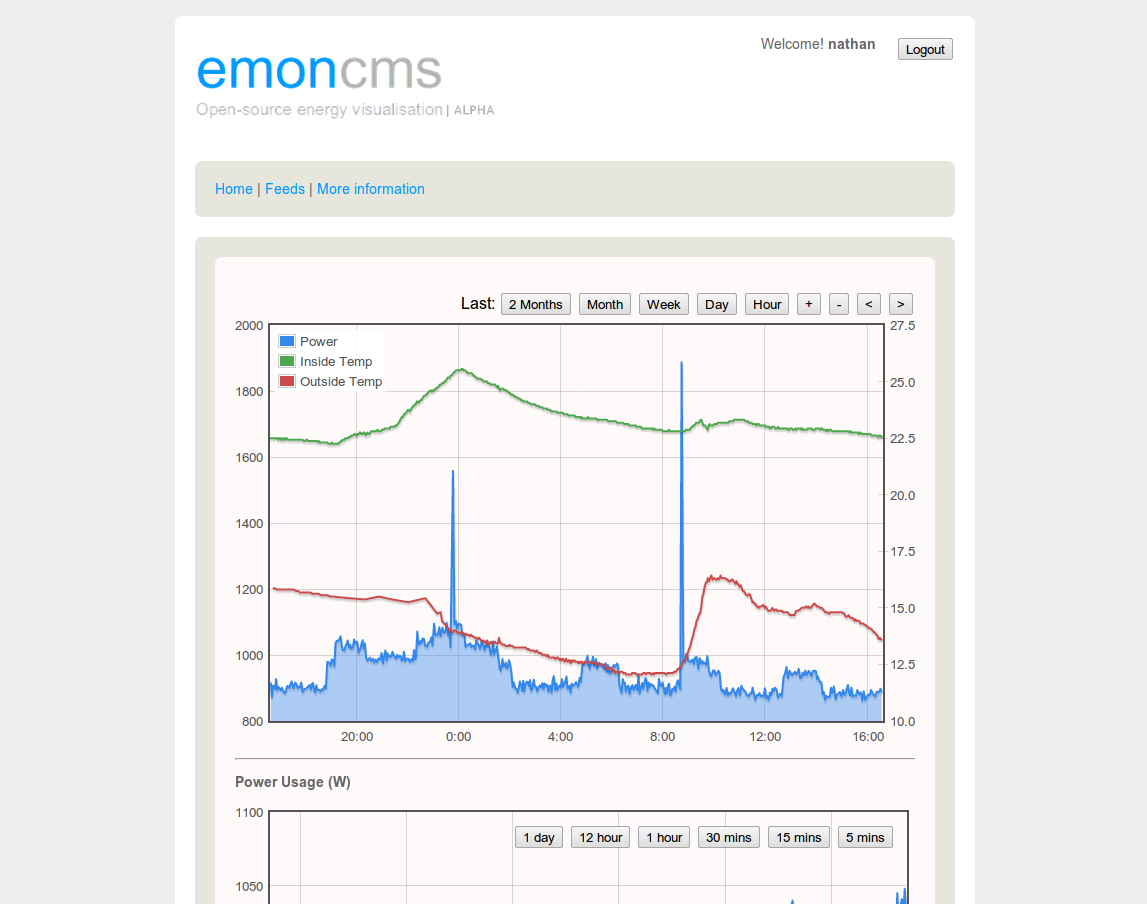 Welcome! nathan Logout
emoncms
Open-source energy visualisation | ALPHA
Home | Feeds | More information
Last: 2 Months Month Week Day Hour + - < >
2000 27.5
Power
Inside Temp
Outside Temp
25.0
1800
22.5
1600
20.0
1400
17.5
1200
15.0
1000
12.5
800 10.0
20:00 0:00 4:00 8:00 12:00 16:00
Power Usage (W)
1100
1 day 12 hour 1 hour 30 mins 15 mins 5 mins
1050